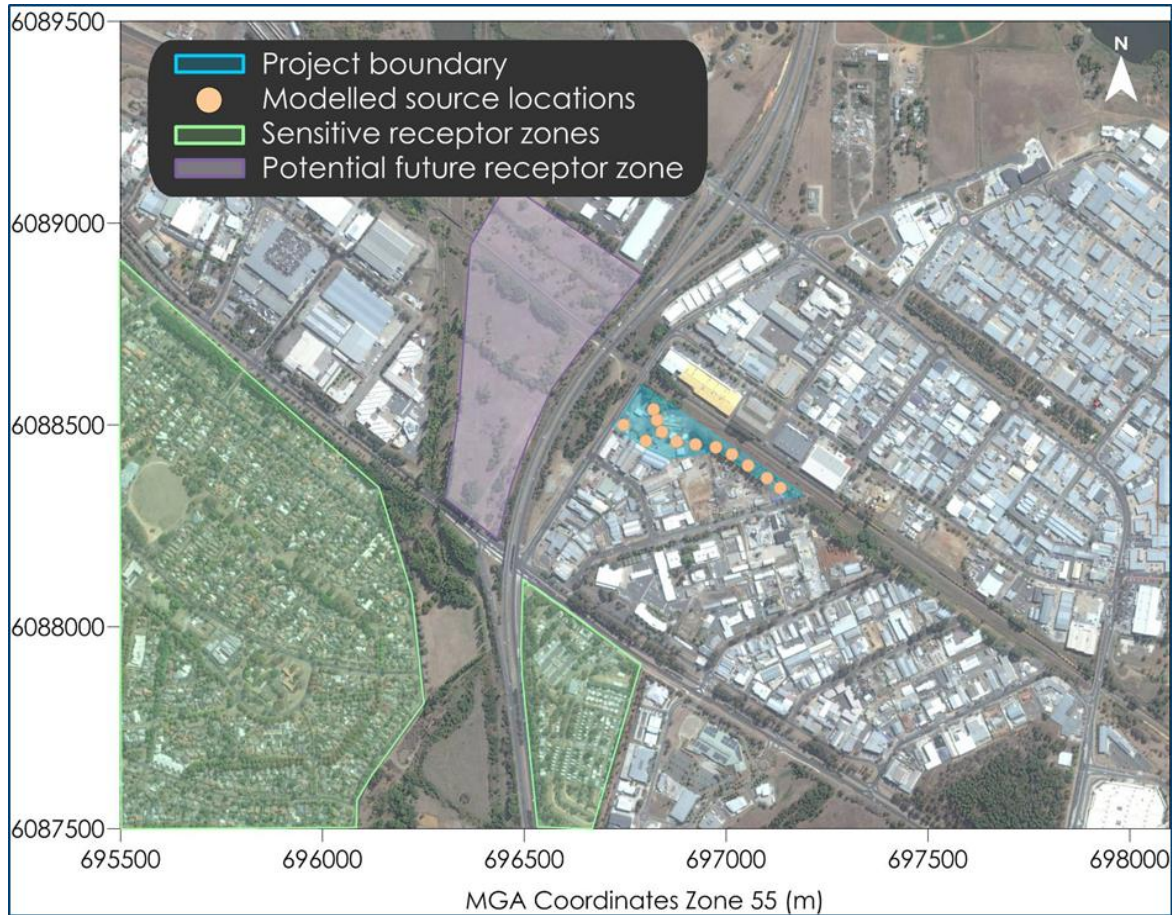 6089500
Project boundary
Modelled source locations
Sensitive receptor zones
Potential future receptor zone
N
6089000
6088500
6088000
6087500
695500 696000 696500 697000 697500 698000
MGA Coordinates Zone 55 (m)